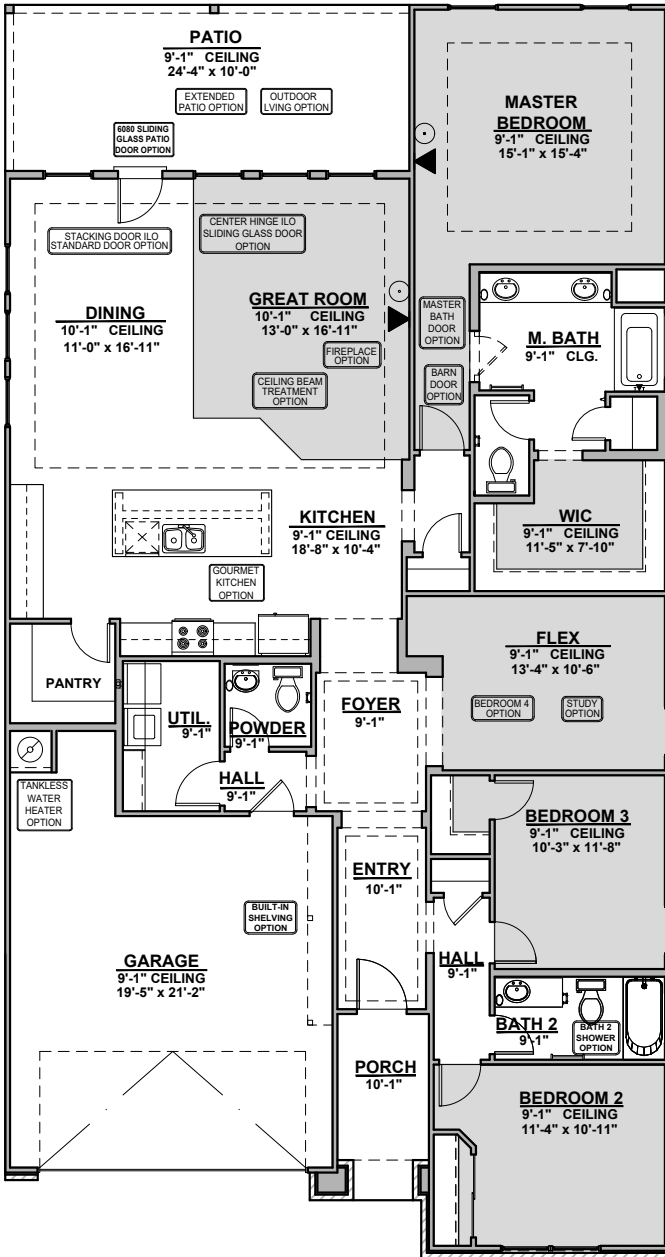 PATIO
9'-1" CEILING
24'-4" x 10'-0"
EXTENDED
PATIO OPTION
OUTDOOR
LVING OPTION
6080 SLIDING
GLASS PATIO
DOOR OPTION
MASTER
BEDROOM
9'-1" CEILING
15'-1" x 15'-4"
STACKING DOOR ILO
STANDARD DOOR OPTION
CENTER HINGE ILO
SLIDING GLASS DOOR
OPTION
DINING
10'-1" CEILING
11'-0" x 16'-11"
GREAT ROOM
10'-1" CEILING
13'-0" x 16'-11"
FIREPLACE
OPTION
CEILING BEAM
TREATMENT
OPTION
MASTER
BATH
DOOR
OPTION
BARN
DOOR
OPTION
M. BATH
9'-1" CLG.
KITCHEN
9'-1" CEILING
18'-8" x 10'-4"
GOURMET
KITCHEN
OPTION
WIC
9'-1" CEILING
11'-5" x 7'-10"
FLEX
9'-1" CEILING
13'-4" x 10'-6"
BEDROOM 4
OPTION
STUDY
OPTION
PANTRY
UTIL.
9'-1"
POWDER
9'-1"
FOYER
9'-1"
HALL
9'-1"
TANKLESS
WATER
HEATER
OPTION
BEDROOM 3
9'-1" CEILING
10'-3" x 11'-8"
ENTRY
10'-1"
BUILT-IN
SHELVING
OPTION
GARAGE
9'-1" CEILING
19'-5" x 21'-2"
HALL
9'-1"
BATH 2
9'-1"
BATH 2
SHOWER
OPTION
PORCH
10'-1"
BEDROOM 2
9'-1" CEILING
11'-4" x 10'-11"